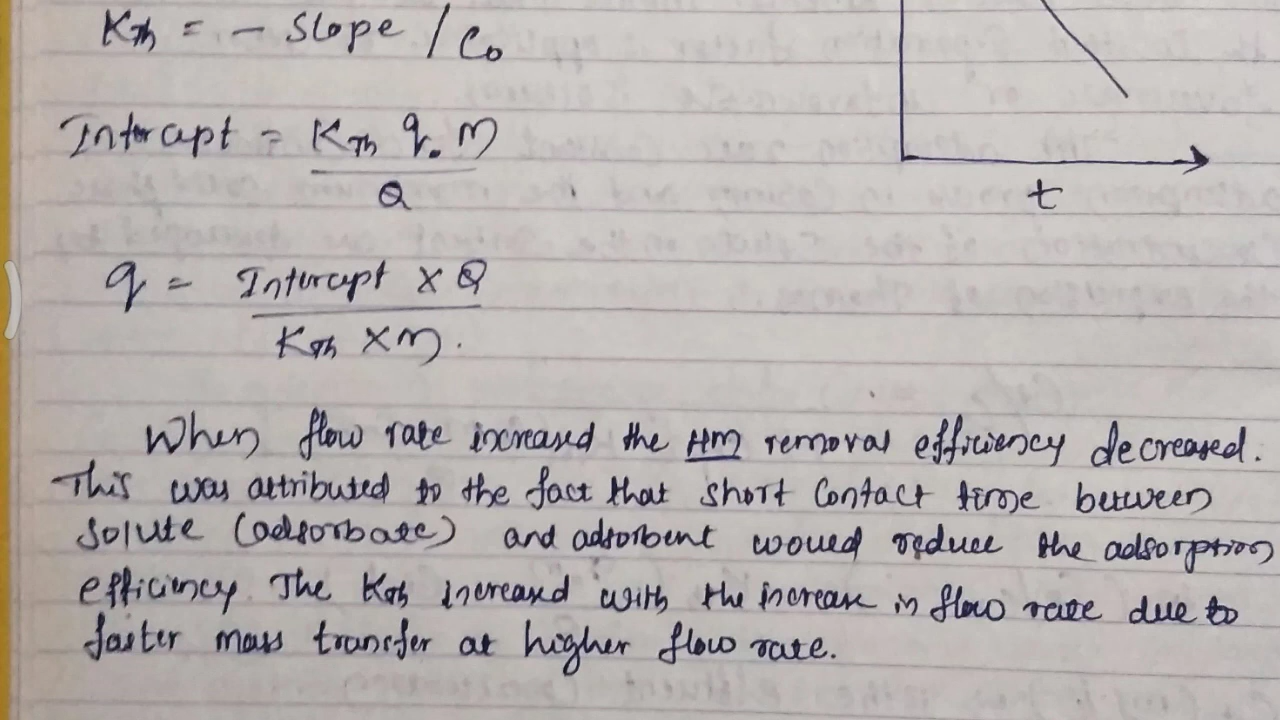 KTh = - Slope / Co
Intercept = KTh q. m
Q
t
q = Intercept x Q
KTh x m.
When flow rate increased the HM removal efficiency decreased.
This was attributed to the fact that short contact time between
solute (adsorbate) and adsorbent would reduce the adsorption
efficiency. The KTh increased with the increase in flow rate due to
faster mass transfer at higher flow rate.